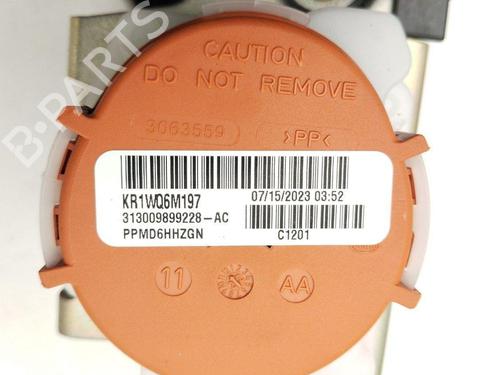 CAUTION
DO NOT REMOVE
3063559
>PP<
KR1WQ6M197
07/15/2023 03:52
313009899228-AC
PPMD6HHZGN
C1201
11
AA
B-PARTS